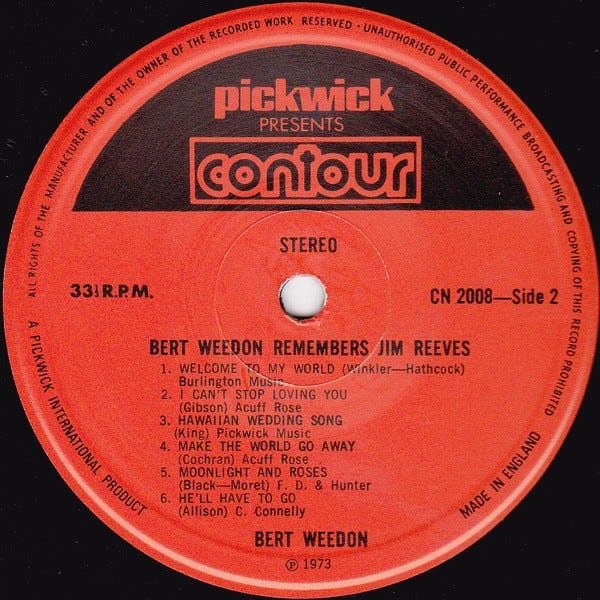 ALL RIGHTS OF THE MANUFACTURER AND OF THE OWNER OF THE RECORDED WORK RESERVED - UNAUTHORISED PUBLIC PERFORMANCE BROADCASTING AND COPYING OF THIS RECORD PROHIBITED
pickwick
PRESENTS
contour
STEREO
33⅓ R.P.M.
CN 2008—Side 2
BERT WEEDON REMEMBERS JIM REEVES
1. WELCOME TO MY WORLD (Winkler—Hathcock)
Burlington Music
2. I CAN'T STOP LOVING YOU
(Gibson) Acuff Rose
3. HAWAIIAN WEDDING SONG
(King) Pickwick Music
4. MAKE THE WORLD GO AWAY
(Cochran) Acuff Rose
5. MOONLIGHT AND ROSES
(Black—Moret) F. D. & Hunter
6. HE'LL HAVE TO GO
(Allison) C. Connelly
BERT WEEDON
℗ 1973
A PICKWICK INTERNATIONAL PRODUCT
MADE IN ENGLAND